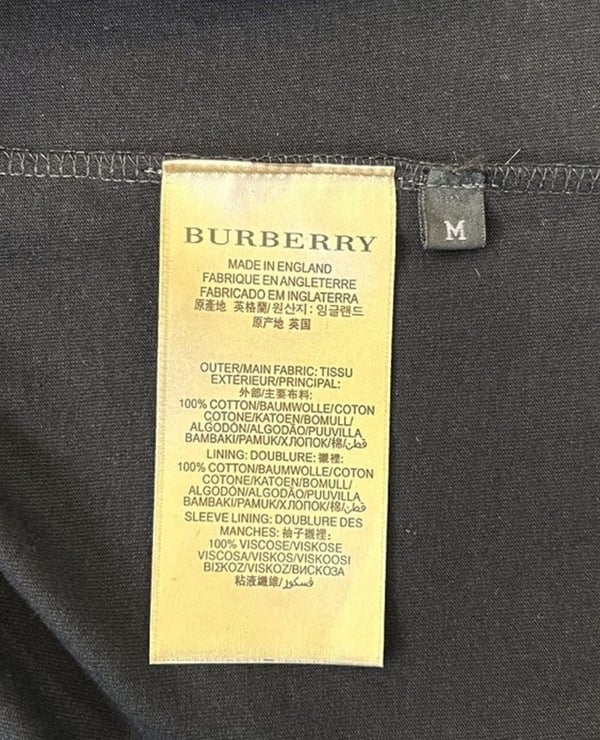 BURBERRY
MADE IN ENGLAND
FABRIQUE EN ANGLETERRE
FABRICADO EM INGLATERRA
原產地 英格蘭/원산지: 잉글랜드
原产地 英国
OUTER/MAIN FABRIC: TISSU
EXTÉRIEUR/PRINCIPAL:
外部/主要布料:
100% COTTON/BAUMWOLLE/COTON
COTONE/KATOEN/BOMULL/
ALGODÓN/ALGODÃO/PUUVILLA
BAMBAKI/PAMUK/ХЛОПОК/棉/قطن
LINING: DOUBLURE: 襯裡:
100% COTTON/BAUMWOLLE/COTON
COTONE/KATOEN/BOMULL/
ALGODÓN/ALGODÃO/PUUVILLA
BAMBAKI/PAMUK/ХЛОПОК/棉/قطن
SLEEVE LINING: DOUBLURE DES
MANCHES: 袖子襯裡:
100% VISCOSE/VISKOSE
VISCOSA/VISKOS/VISKOOSI
ΒΙΣΚΟΖ/VISKOZ/ВИСКОЗА
粘液纖維/فسكوز
M